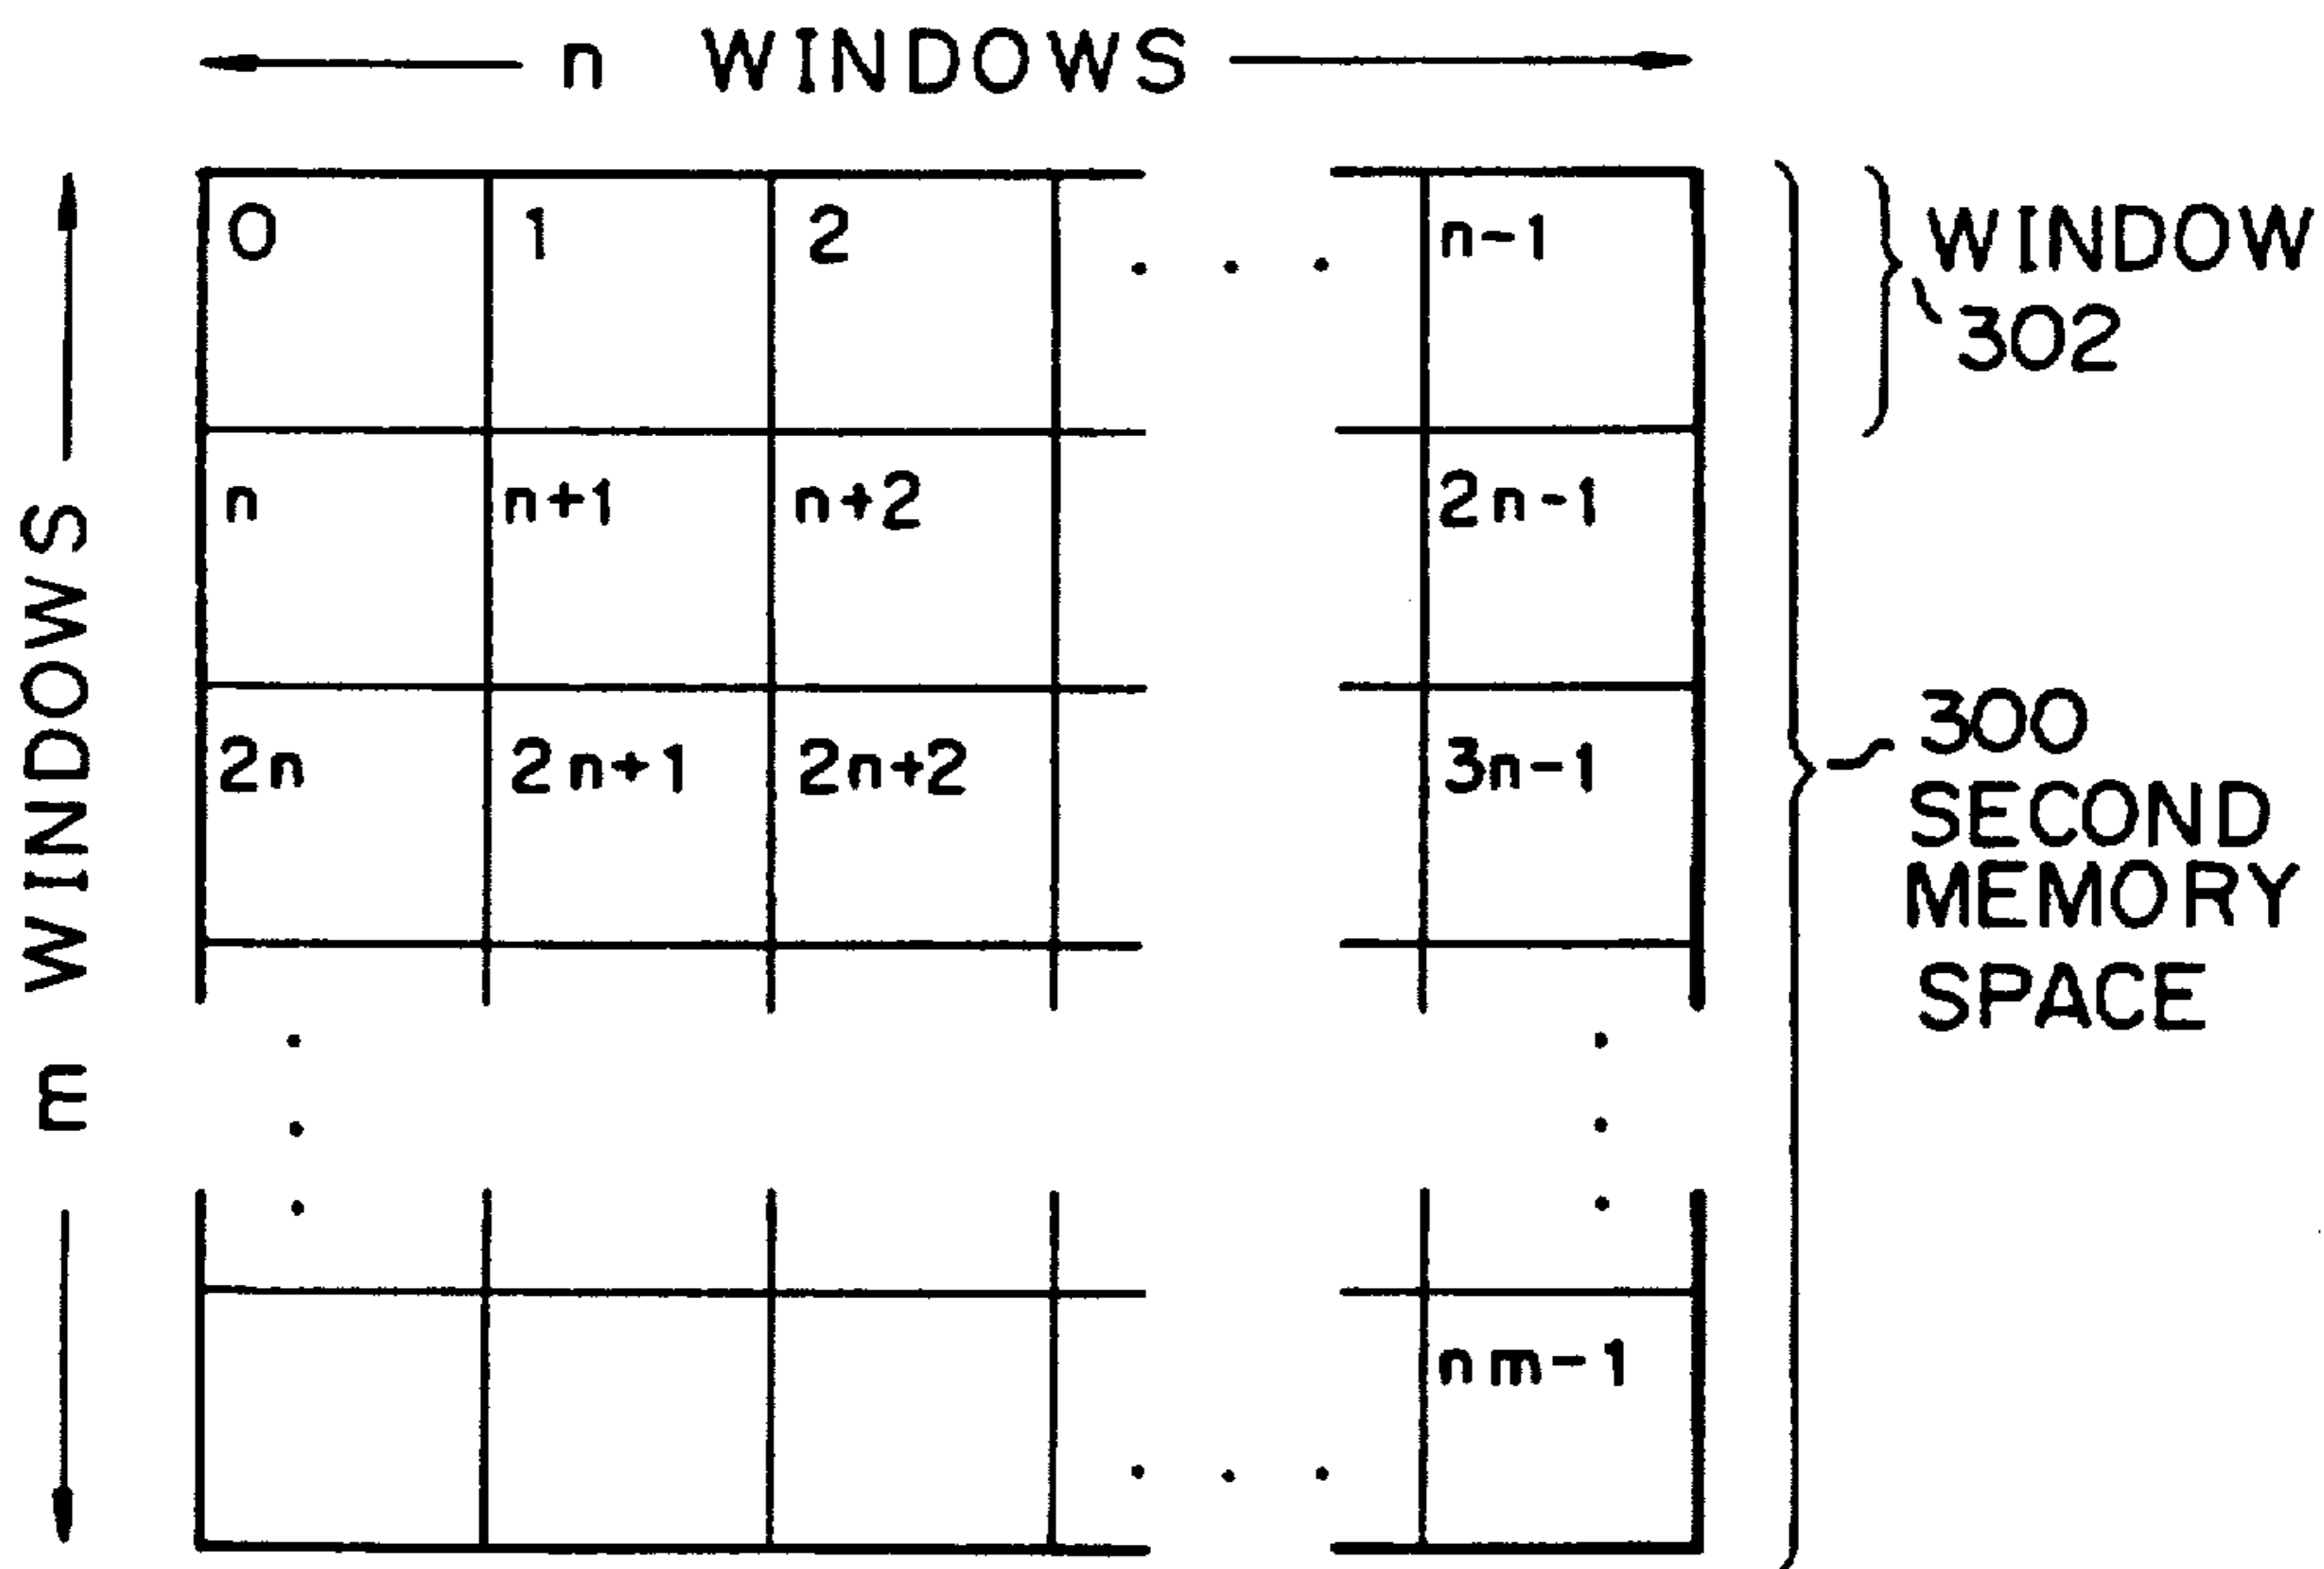 n WINDOWS
m WINDOWS
0 1 2 . . . n-1
n n+1 n+2 2n-1
2n 2n+1 2n+2 3n-1
nm-1
. . .
WINDOW
302
300
SECOND
MEMORY
SPACE